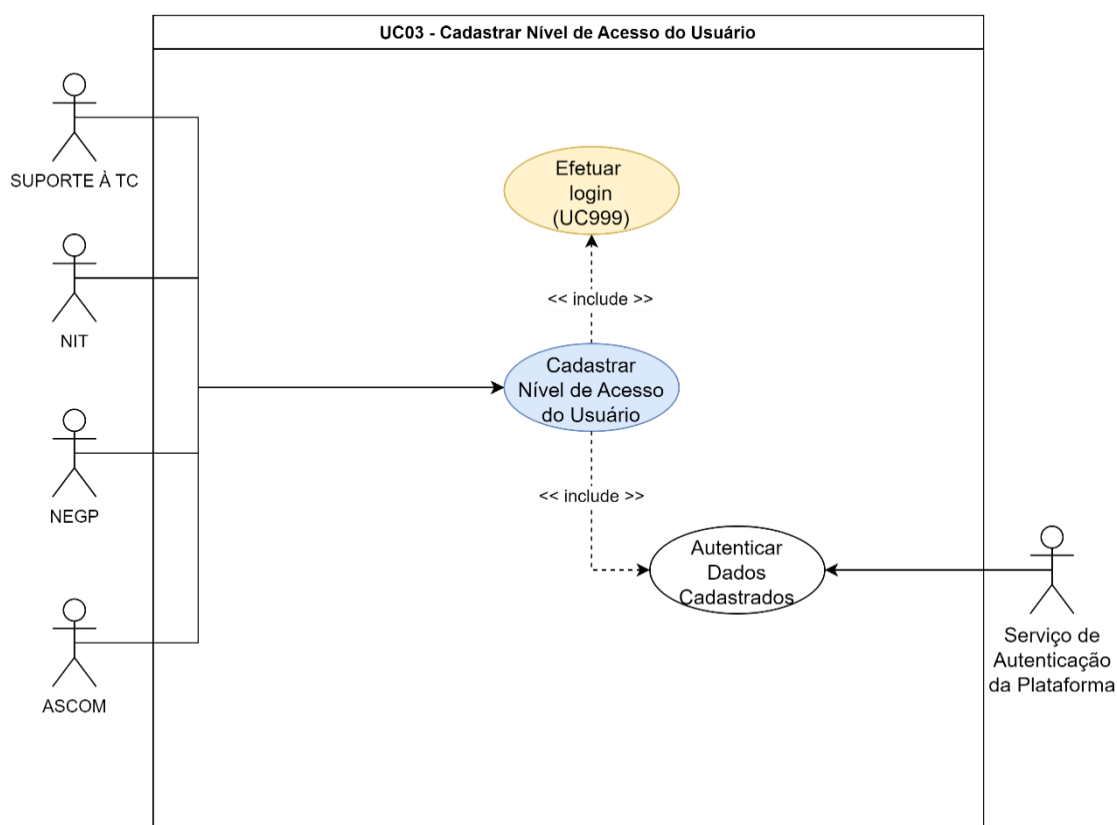 UC03 - Cadastrar Nível de Acesso do Usuário
SUPORTE À TC
NIT
NEGP
ASCOM
Efetuar
login
(UC999)
<< include >>
Cadastrar
Nível de Acesso
do Usuário
<< include >>
Autenticar
Dados
Cadastrados
Serviço de
Autenticação
da Plataforma